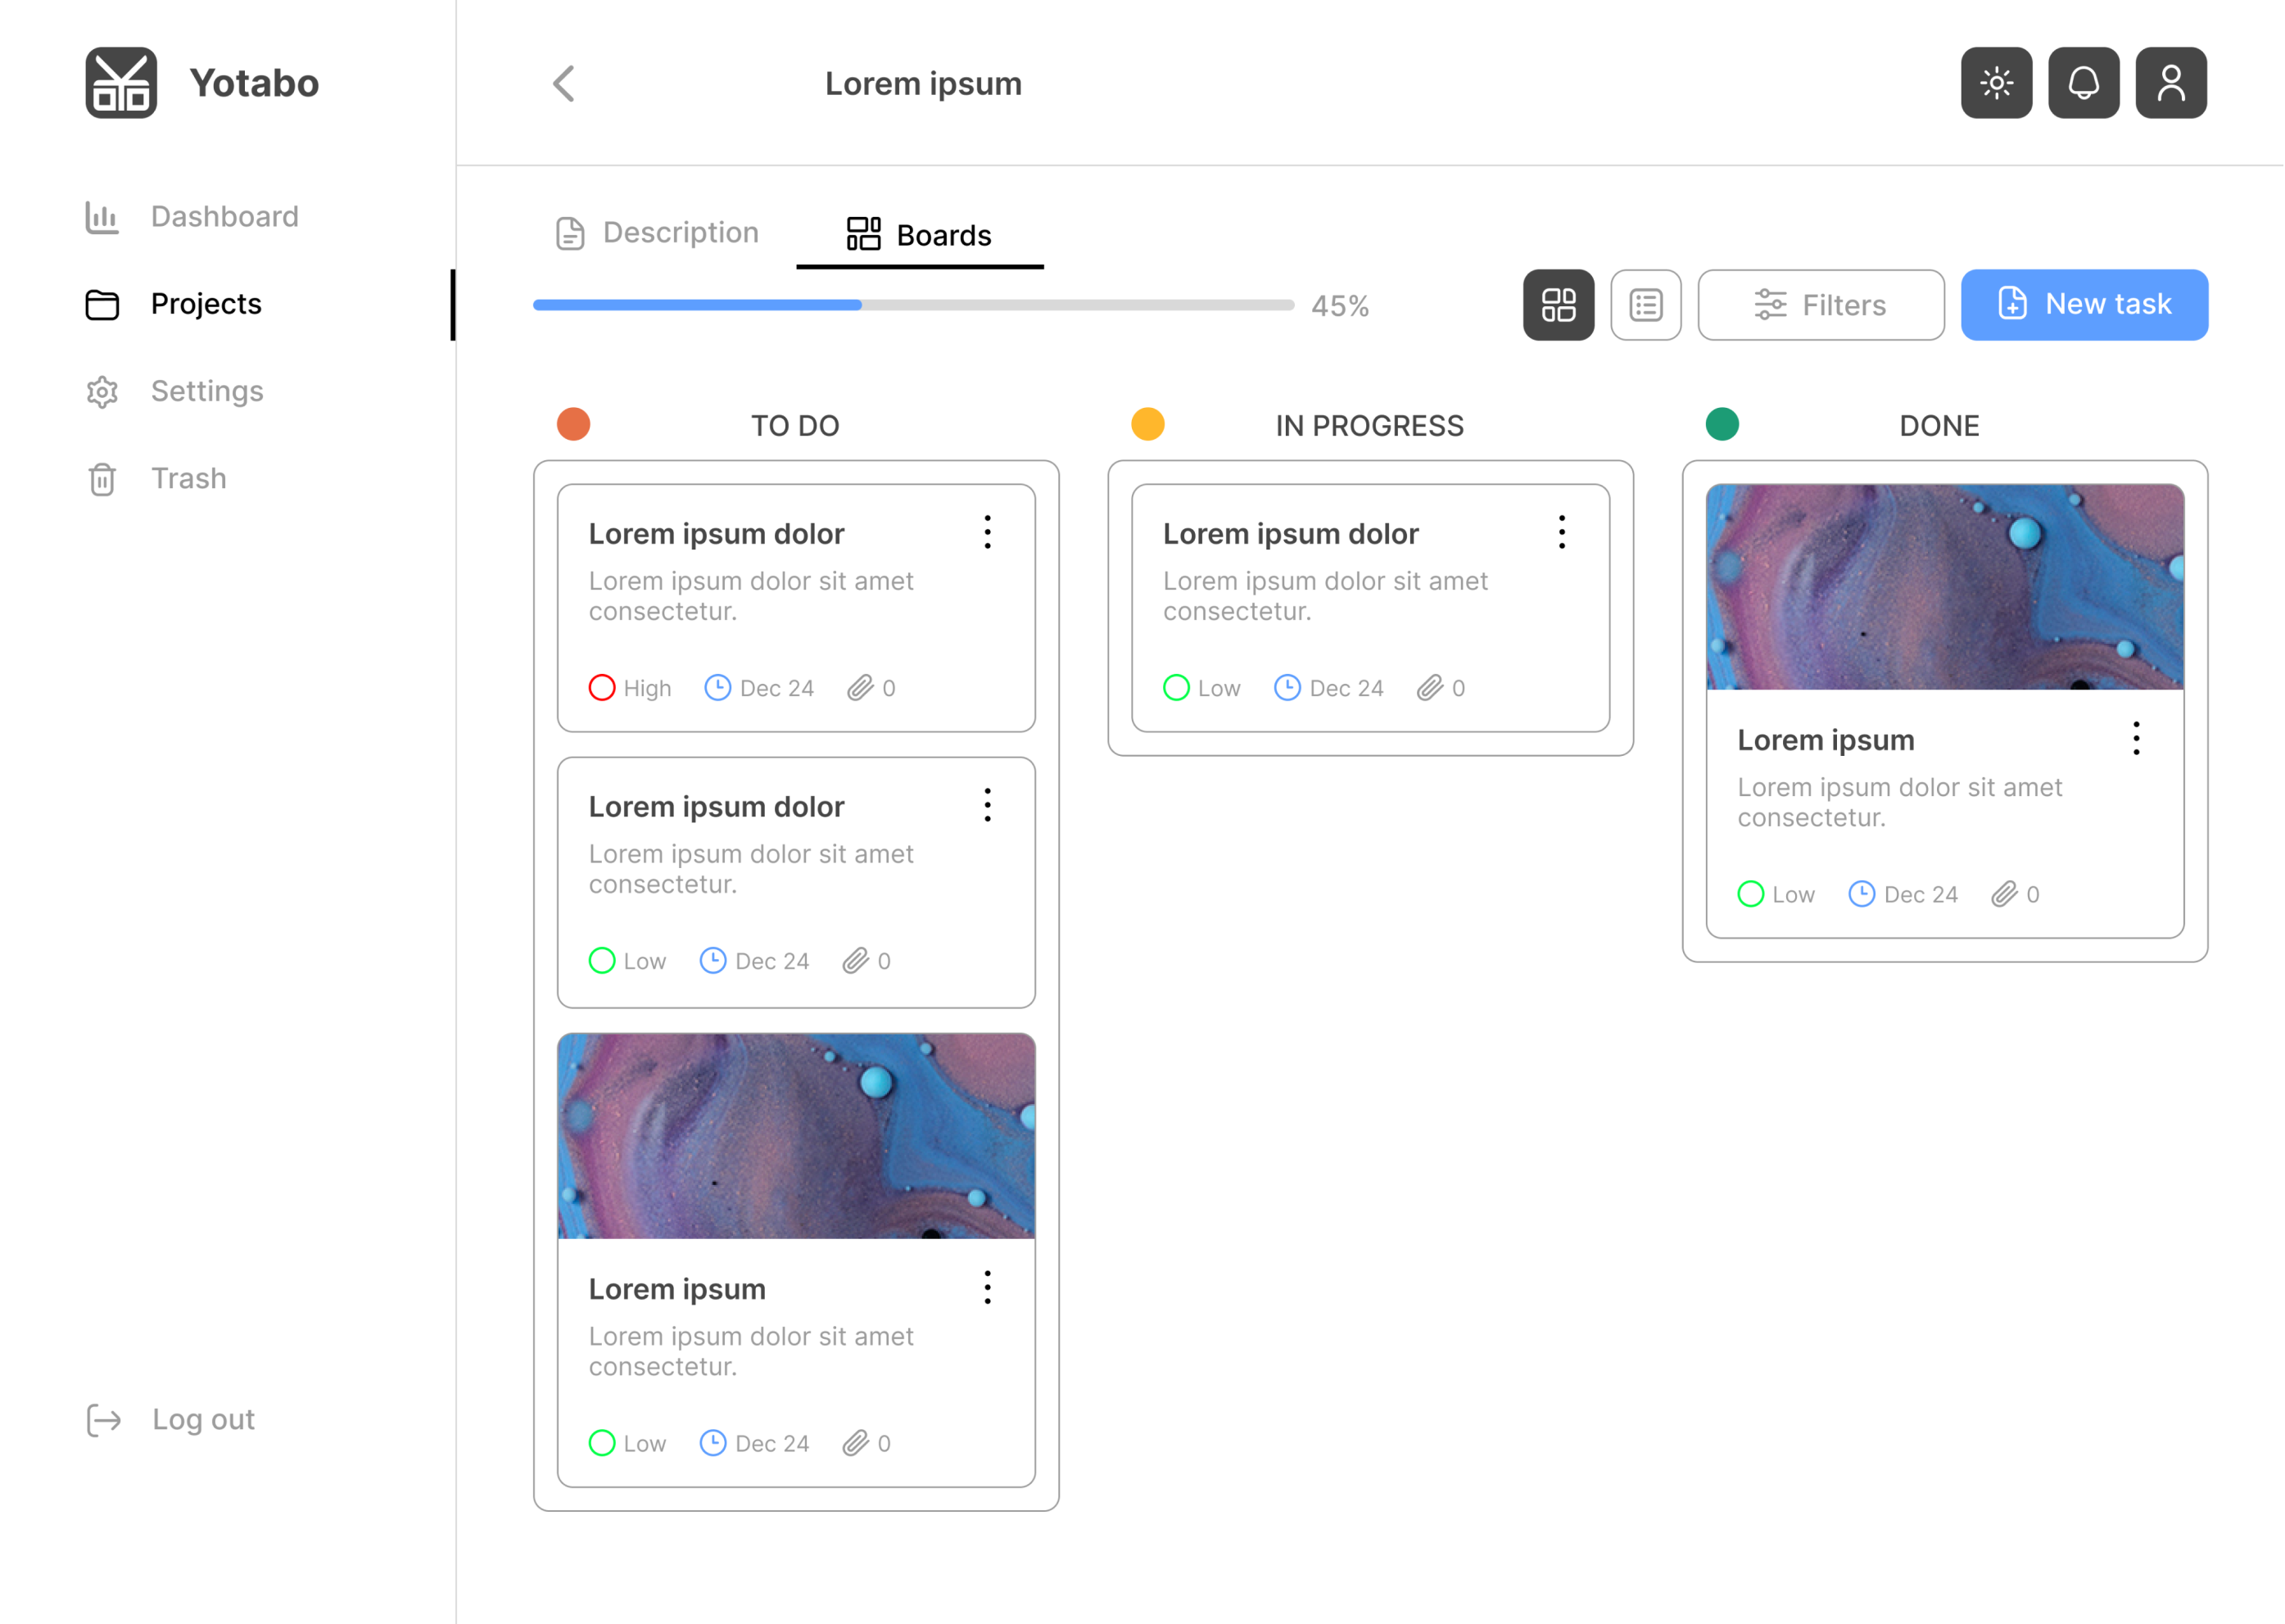 Yotabo
Dashboard
Projects
Settings
Trash
Log out
Lorem ipsum
Description
Boards
45%
Filters
New task
TO DO
Lorem ipsum dolor
Lorem ipsum dolor sit amet
consectetur.
High Dec 24 0
Lorem ipsum dolor
Lorem ipsum dolor sit amet
consectetur.
Low Dec 24 0
Lorem ipsum
Lorem ipsum dolor sit amet
consectetur.
Low Dec 24 0
IN PROGRESS
Lorem ipsum dolor
Lorem ipsum dolor sit amet
consectetur.
Low Dec 24 0
DONE
Lorem ipsum
Lorem ipsum dolor sit amet
consectetur.
Low Dec 24 0